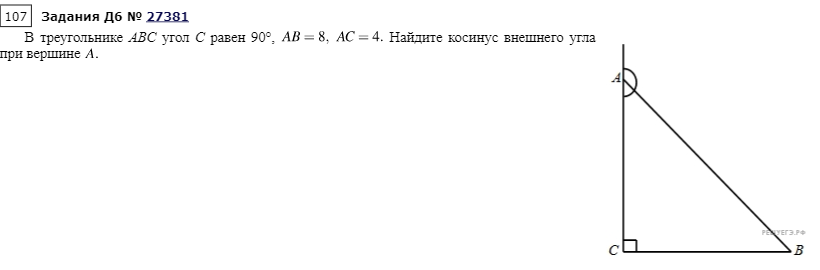 107 Задания Д6 № 27381
В треугольнике ABC угол C равен 90°, AB = 8, AC = 4. Найдите косинус внешнего угла
при вершине A.
A
РЕШУЕГЭ.РФ
C
B